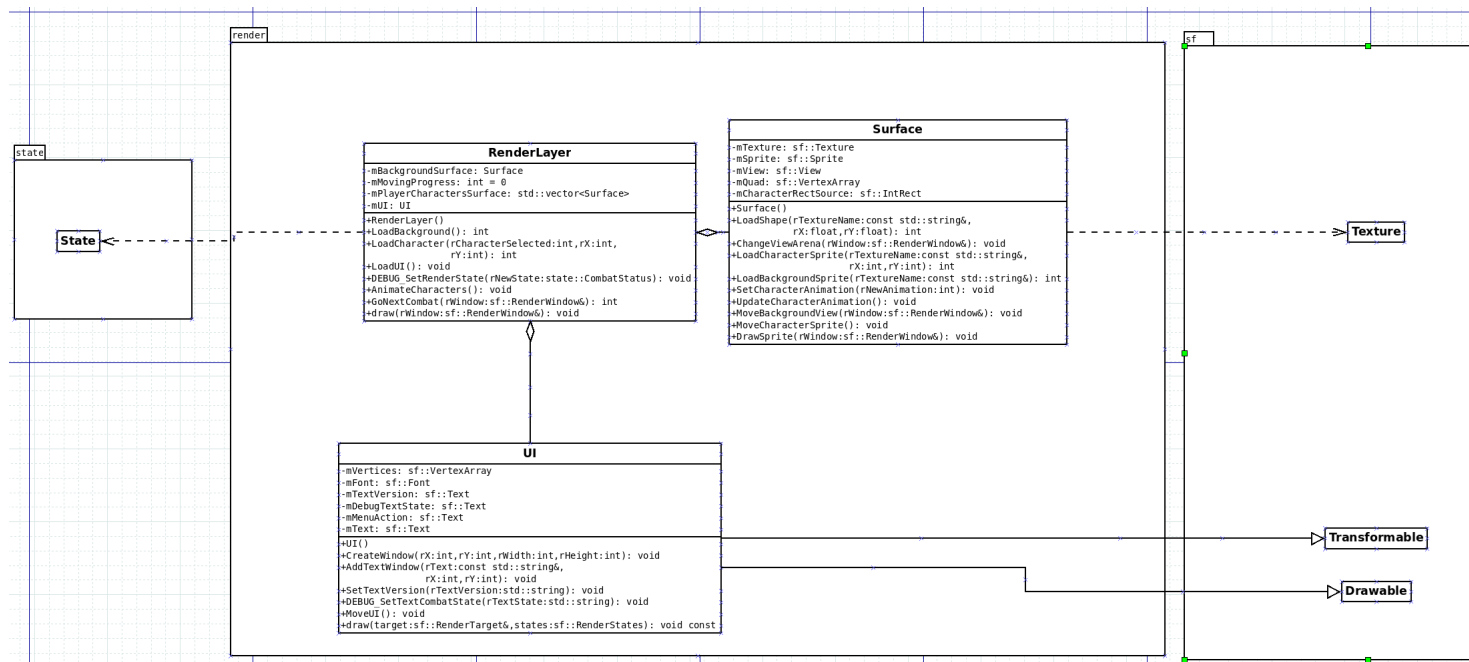 render
sf
state
State
RenderLayer
-mBackgroundSurface: Surface
-mMovingProgress: int = 0
-mPlayerCharactersSurface: std::vector<Surface>
-mUI: UI
+RenderLayer()
+LoadBackground(): int
+LoadCharacter(rCharacterSelected:int,rX:int,
rY:int): int
+LoadUI(): void
+DEBUG_SetRenderState(rNewState:state::CombatStatus): void
+AnimateCharacters(): void
+GoNextCombat(rWindow:sf::RenderWindow&): int
+draw(rWindow:sf::RenderWindow&): void
Surface
-mTexture: sf::Texture
-mSprite: sf::Sprite
-mView: sf::View
-mQuad: sf::VertexArray
-mCharacterRectSource: sf::IntRect
+Surface()
+LoadShape(rTextureName:const std::string&,
rX:float,rY:float): int
+ChangeViewArena(rWindow:sf::RenderWindow&): void
+LoadCharacterSprite(rTextureName:const std::string&,
rX:int,rY:int): int
+LoadBackgroundSprite(rTextureName:const std::string&): int
+SetCharacterAnimation(rNewAnimation:int): void
+UpdateCharacterAnimation(): void
+MoveBackgroundView(rWindow:sf::RenderWindow&): void
+MoveCharacterSprite(): void
+DrawSprite(rWindow:sf::RenderWindow&): void
Texture
UI
-mVertices: sf::VertexArray
-mFont: sf::Font
-mTextVersion: sf::Text
-mDebugTextState: sf::Text
-mMenuAction: sf::Text
-mText: sf::Text
+UI()
+CreateWindow(rX:int,rY:int,rWidth:int,rHeight:int): void
+AddTextWindow(rText:const std::string&,
rX:int,rY:int): void
+SetTextVersion(rTextVersion:std::string): void
+DEBUG_SetTextCombatState(rTextState:std::string): void
+MoveUI(): void
+draw(target:sf::RenderTarget&,states:sf::RenderStates): void const
Transformable
Drawable